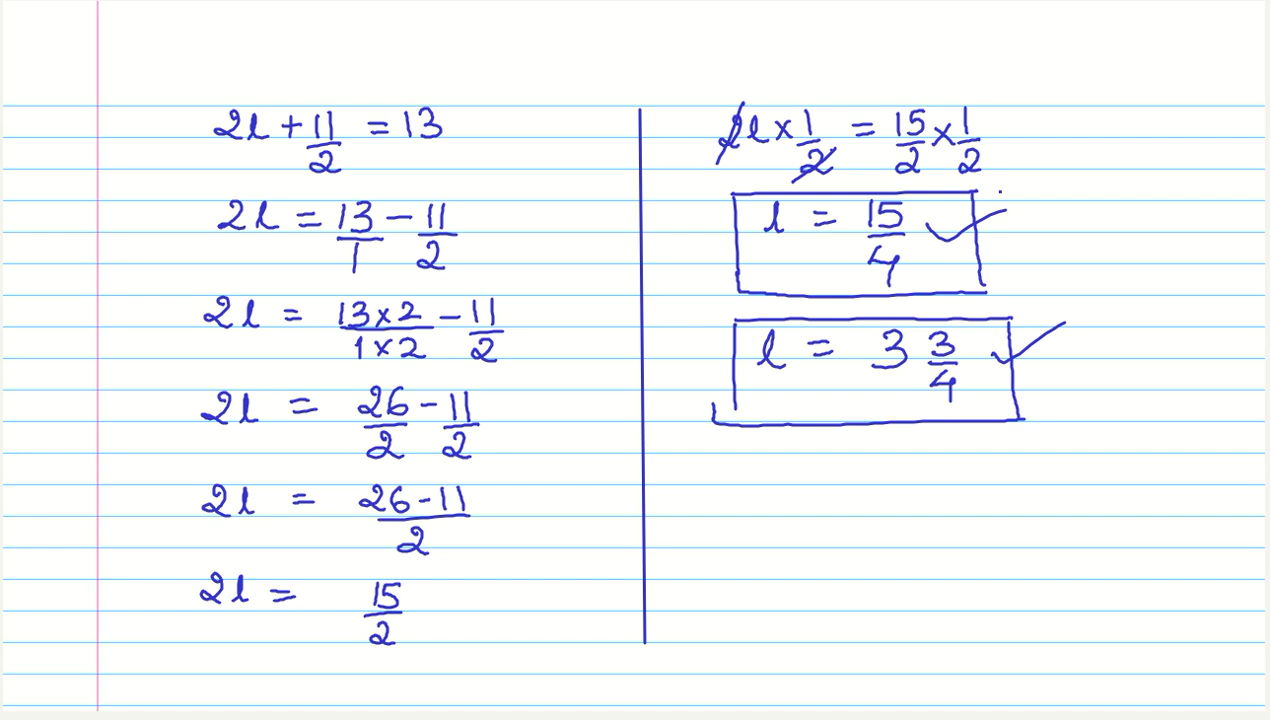 2l + 11/2 = 13
2l = 13/1 - 11/2
2l = 13×2/1×2 - 11/2
2l = 26/2 - 11/2
2l = 26-11/2
2l = 15/2
2l × 1/2 = 15/2 × 1/2
l = 15/4 ✓
l = 3 3/4 ✓